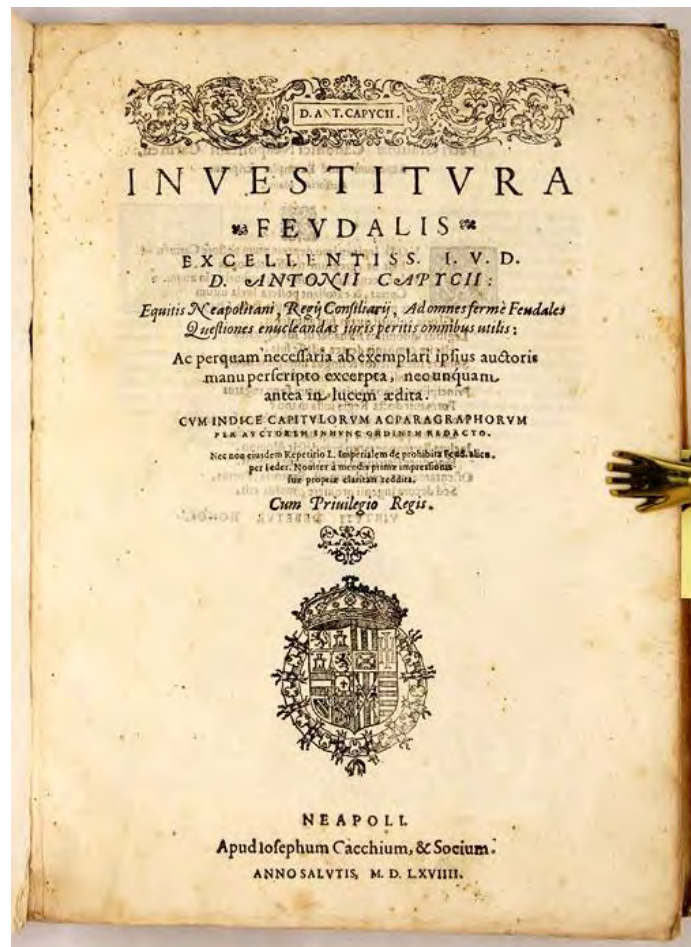 D. ANT. CAPYCII.
INVESTITVRA
FEVDALIS
EXCELLENTISS. I. V. D.
D. ANTONII CAPYCII:
Equitis Neapolitani, Regij Consiliarij, Ad omnes fermè Feudales
Quęstiones enucleandas iuris peritis omnibus utilis:
Ac perquam necessaria ab exemplari ipsius auctoris
manu perscripto excerpta, nec unquam
antea in lucem ædita.
CVM INDICE CAPITVLORVM AC PARAGRAPHORVM
PER AVCTOREM IN HVNC ORDINEM REDACTO.
Nec non eiusdem Repetitio L. Imperialem de prohibita Feud. alien.
per Feder. Nouiter à mendis primæ impressionis
suæ propriæ claritati reddita.
Cum Priuilegio Regis.
NEAPOLI.
Apud Iosephum Cacchium, & Socium.
ANNO SALVTIS, M. D. LXVIIII.